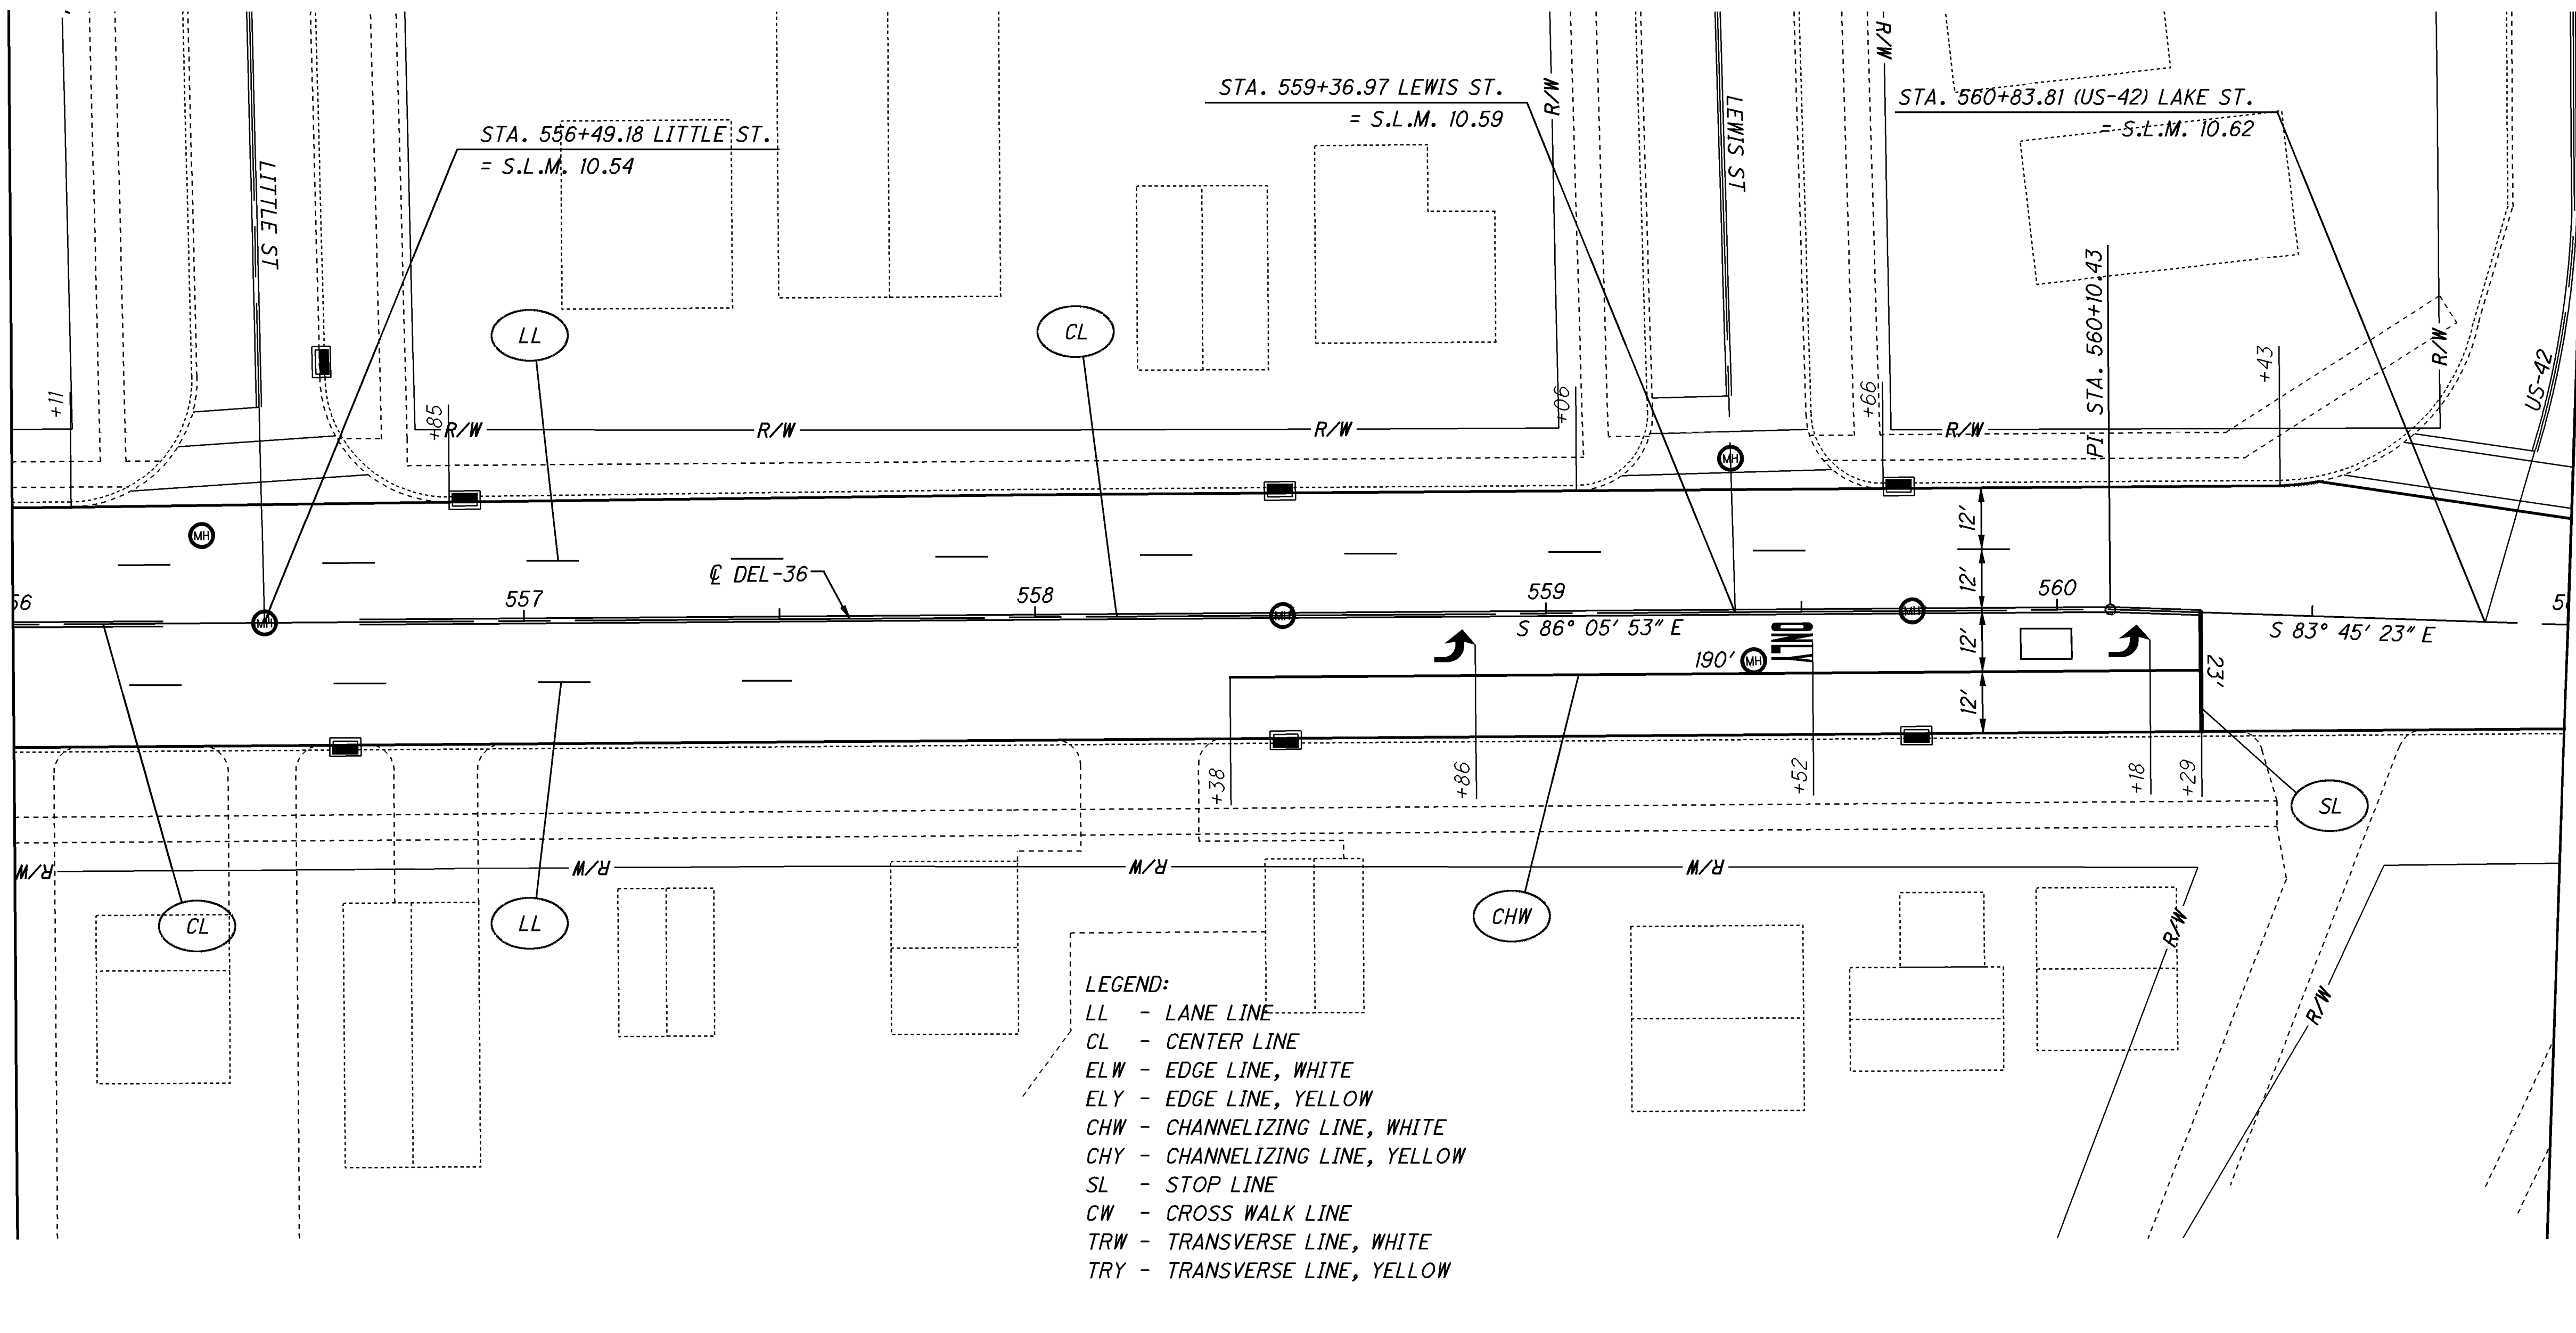 STA. 556+49.18 LITTLE ST.
= S.L.M. 10.54
STA. 559+36.97 LEWIS ST.
= S.L.M. 10.59
STA. 560+83.81 (US-42) LAKE ST.
= S.L.M. 10.62
R/W
R/W
LITTLE ST
LEWIS ST
PI STA. 560+10.43
LL
CL
+11
+85
+06
+66
+43
R/W
US-42
R/W
R/W
R/W
R/W
MH
MH
12'
12'
12'
12'
℄ DEL-36
56
557
558
559
560
MH
MH
MH
S 86° 05' 53" E
S 83° 45' 23" E
190'
MH
ONLY
23'
+38
+86
+52
+18
+29
SL
R/W
R/W
R/W
R/W
CL
LL
CHW
R/W
R/W
LEGEND:
LL - LANE LINE
CL - CENTER LINE
ELW - EDGE LINE, WHITE
ELY - EDGE LINE, YELLOW
CHW - CHANNELIZING LINE, WHITE
CHY - CHANNELIZING LINE, YELLOW
SL - STOP LINE
CW - CROSS WALK LINE
TRW - TRANSVERSE LINE, WHITE
TRY - TRANSVERSE LINE, YELLOW